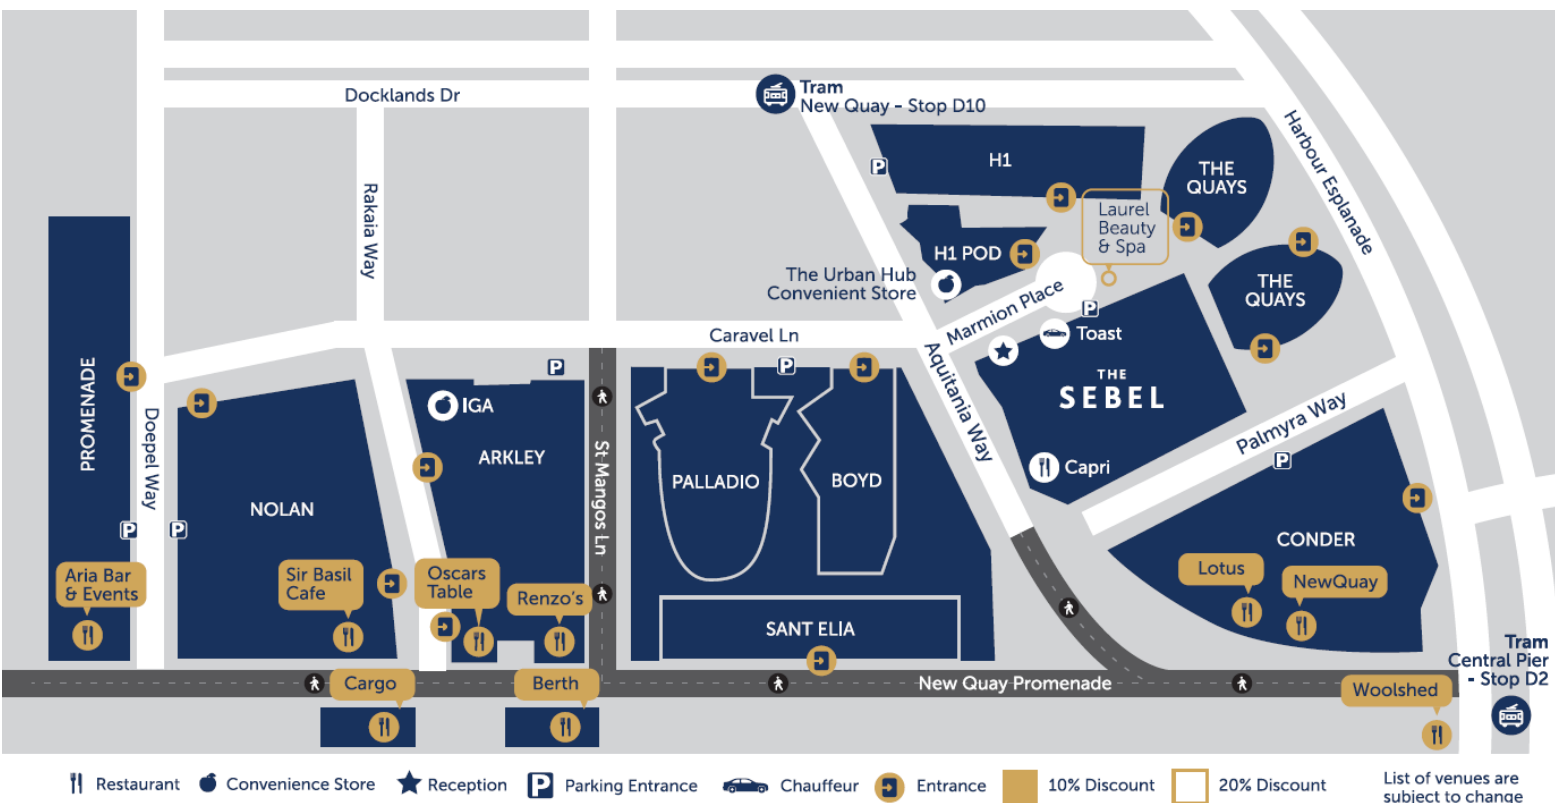 Docklands Dr
Tram
New Quay - Stop D10
Harbour Esplanade
H1
THE
QUAYS
Rakaia Way
Laurel
Beauty
& Spa
H1 POD
The Urban Hub
Convenient Store
THE
QUAYS
Marmion Place
Caravel Ln
Toast
Aquitania Way
THE
SEBEL
PROMENADE
Doepel Way
IGA
ARKLEY
St Mangos Ln
Palmyra Way
Capri
PALLADIO
BOYD
NOLAN
CONDER
Aria Bar
& Events
Sir Basil
Cafe
Oscars
Table
Renzo's
Lotus
NewQuay
SANT ELIA
Tram
Central Pier
- Stop D2
Cargo
Berth
New Quay Promenade
Woolshed
Restaurant
Convenience Store
Reception
P
Parking Entrance
Chauffeur
Entrance
10% Discount
20% Discount
List of venues are
subject to change